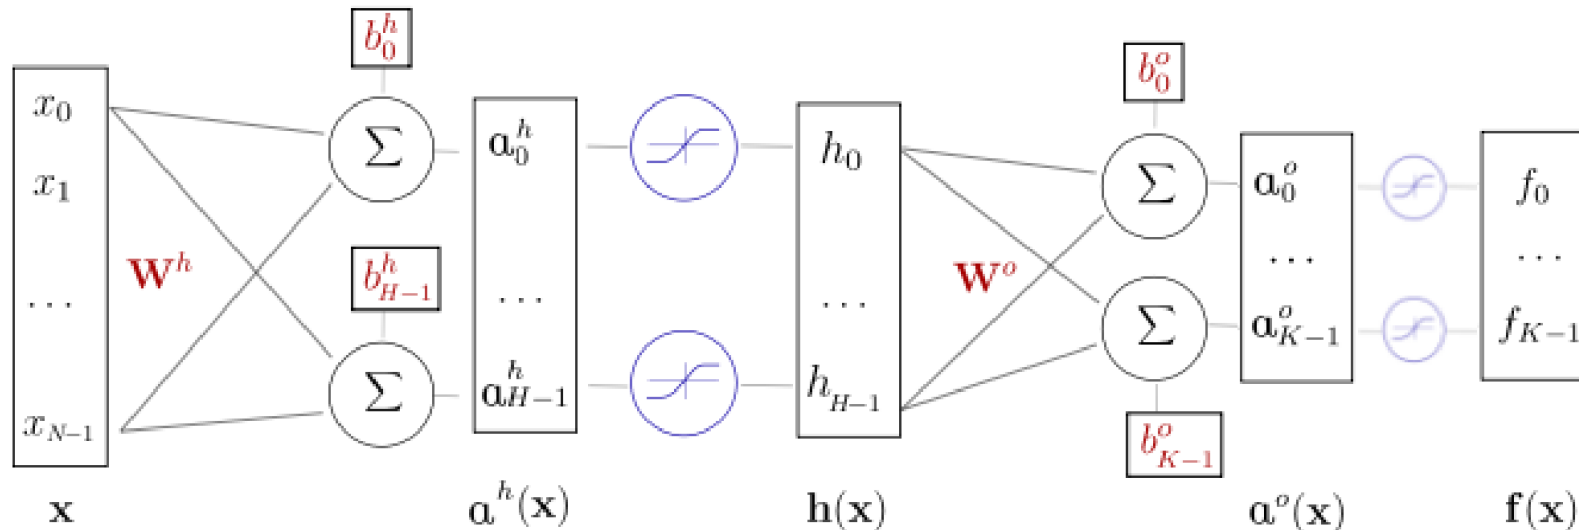 b_0^h
x_0
x_1
...
x_{N-1}
W^h
Σ
b_{H-1}^h
Σ
a_0^h
...
a_{H-1}^h
h_0
...
h_{H-1}
W^o
b_0^o
Σ
Σ
b_{K-1}^o
a_0^o
...
a_{K-1}^o
f_0
...
f_{K-1}
x a^h(x) h(x) a^o(x) f(x)